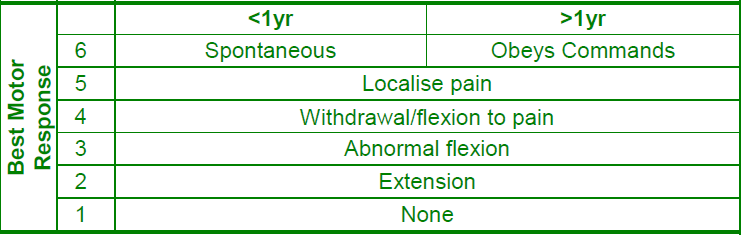 <1yr >1yr
Best Motor
Response
6 Spontaneous Obeys Commands
5 Localise pain
4 Withdrawal/flexion to pain
3 Abnormal flexion
2 Extension
1 None